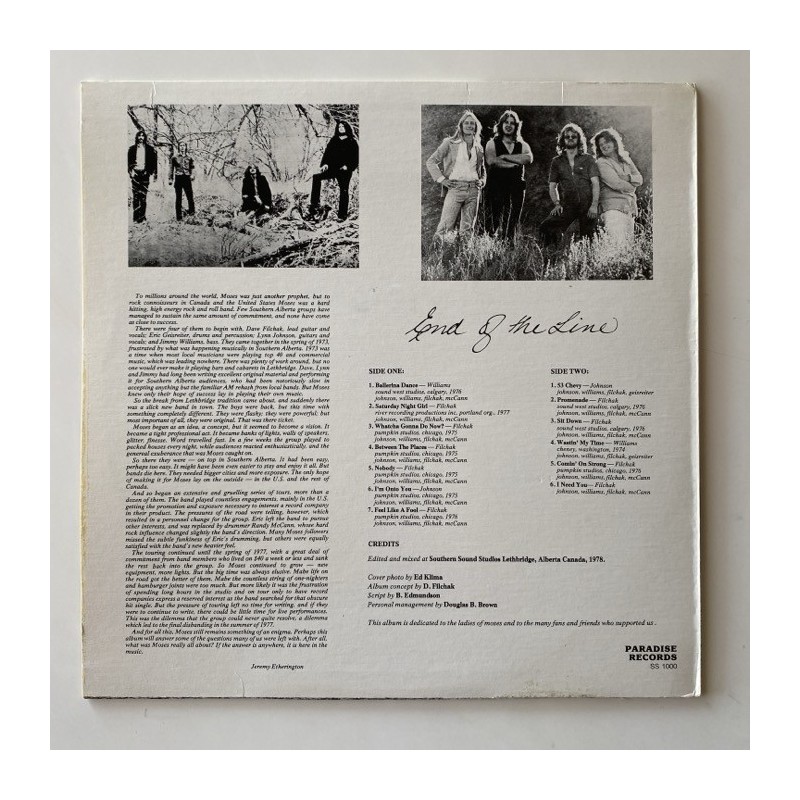 To millions around the world, Moses was just another prophet, but to
rock connoisseurs in Canada and the United States Moses was a hard
hitting, high energy rock and roll band. Few Southern Alberta groups have
managed to sustain the same amount of commitment, and none have come
as close to success.
There were four of them to begin with, Dave Filchak, lead guitar and
vocals; Eric Geisreiter, drums and percussion; Lynn Johnson, guitars and
vocals; and Jimmy Williams, bass. They came together in the spring of 1973,
frustrated by what was happening musically in Southern Alberta. 1973 was
a time when most local musicians were playing top 40 and commercial
music, which was leading nowhere. There was plenty of work around, but no
one would ever make it playing bars and cabarets in Lethbridge. Dave, Lynn
and Jimmy had long been writing excellent original material and performing
it for Southern Alberta audiences, who had been notoriously slow in
accepting anything but the familiar AM rehash from local bands. But Moses
knew only their hope of success lay in playing their own music.
So the break from Lethbridge tradition came about, and suddenly there
was a slick new band in town. The boys were back, but this time with
something completely different. They were flashy; they were powerful; but
most important of all, they were original. That was there ticket.
Moses began as an idea, a concept, but it seemed to become a vision. It
became a tight professional act. It became banks of lights, walls of speakers,
glitter, finesse. Word travelled fast. In a few weeks the group played to
packed houses every night, while audiences reacted enthusiastically, and the
general exuberance that was Moses caught on.
So there they were — on top in Southern Alberta. It had been easy,
perhaps too easy. It might have been even easier to stay and enjoy it all. But
bands die here. They needed bigger cities and more exposure. The only hope
of making it for Moses lay on the outside — in the U.S. and the rest of
Canada.
And so began an extensive and gruelling series of tours, more than a
dozen of them. The band played countless engagements, mainly in the U.S.
getting the promotion and exposure necessary to interest a record company
in their product. The pressures of the road were telling, however, which
resulted in a personnel change for the group. Eric left the band to pursue
other interests, and was replaced by drummer Randy McCann, whose hard
rock influence changed slightly the band's direction. Many Moses followers
missed the subtle funkiness of Eric's drumming, but others were equally
satisfied with the band's new heavier feel.
The touring continued until the spring of 1977, with a great deal of
commitment from band members who lived on $40 a week or less and sank
the rest back into the group. So Moses continued to grow — new
equipment, more lights. But the big time was always elusive. Mabe life on
the road got the better of them. Mabe the countless string of one-nighters
and hamburger joints were too much. But more likely it was the frustration
of spending long hours in the studio and on tour only to have record
companies express a reserved interest as the band searched for that obscure
hit single. But the pressure of touring left no time for writing, and if they
were to continue to write, there could be little time for live performances.
This was the dilemma that the group could never quite resolve, a dilemma
which led to the final disbanding in the summer of 1977.
And for all this, Moses still remains something of an enigma. Perhaps this
album will answer some of the questions many of us were left with. After all,
what was Moses really all about? If the answer is anywhere, it is here in the
music.
Jeremy Etherington
End Of the Line
SIDE ONE:
1. Ballerina Dance — Williams
sound west studios, calgary, 1976
johnson, williams, filchak, mcCann
2. Saturday Night Girl — Filchak
river recording productions inc. portland org., 1977
johnson, williams, filchak, mcCann
3. Whatcha Gonna Do Now? — Filchak
pumpkin studios, chicago, 1975
johnson, williams, filchak, mcCann
4. Between The Places — Filchak
pumpkin studios, chicago, 1975
johnson, williams, filchak, mcCann
5. Nobody — Filchak
pumpkin studios, chicago, 1976
johnson, williams, filchak, mcCann
6. I'm Onto You — Johnson
pumpkin studios, chicago, 1975
johnson, williams, filchak, mcCann
7. Feel Like A Fool — Filchak
pumpkin studios, chicago, 1976
johnson, williams, filchak, mcCann
SIDE TWO:
1. 53 Chevy — Johnson
johnson, williams, filchak, geisreiter
2. Promenade — Filchak
sound west studios, calgary, 1976
johnson, williams, filchak, mcCann
3. Sit Down — Filchak
sound west studios, calgary, 1976
johnson, williams, filchak, mcCann
4. Wastin' My Time — Williams
cheney, washington, 1974
johnson, williams, filchak, geisreiter
5. Comin' On Strong — Filchak
pumpkin studios, chicago, 1976
johnson, williams, filchak, mcCann
6. I Need You — Filchak
johnson, williams, filchak, mcCann
CREDITS
Edited and mixed at Southern Sound Studios Lethbridge, Alberta Canada, 1978.
Cover photo by Ed Klima
Album concept by D. Filchak
Script by B. Edmundson
Personal management by Douglas B. Brown
This album is dedicated to the ladies of moses and to the many fans and friends who supported us.
PARADISE
RECORDS
SS 1000